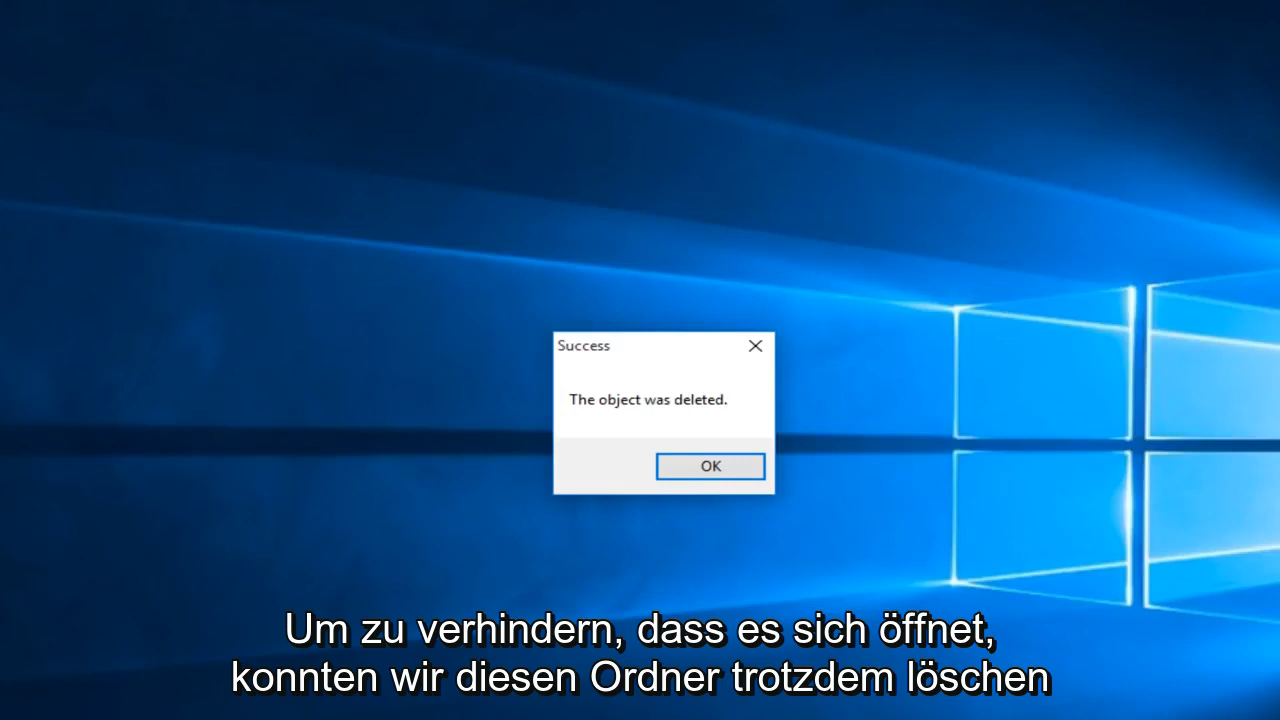 Success
The object was deleted.
OK
Um zu verhindern, dass es sich öffnet,
konnten wir diesen Ordner trotzdem löschen